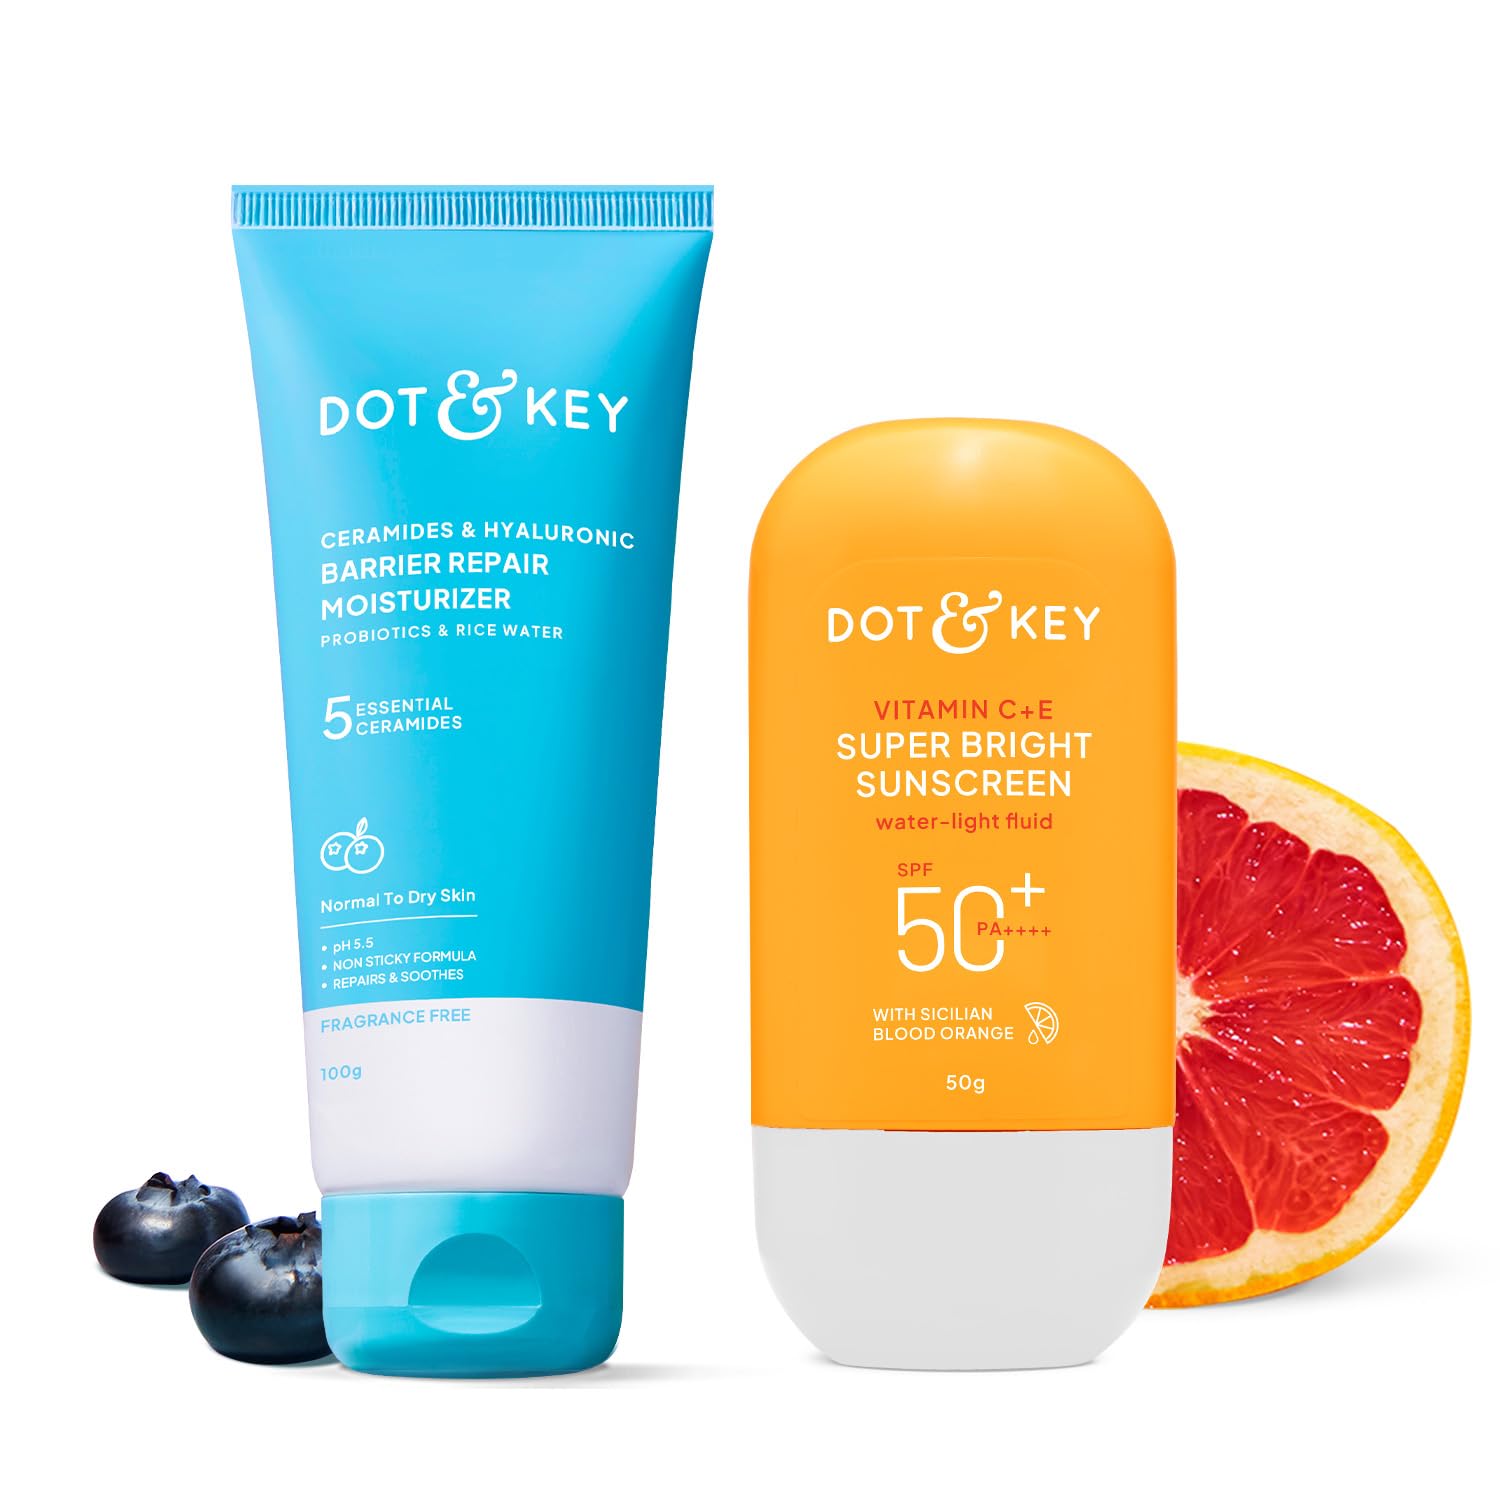 DOT & KEY
CERAMIDES & HYALURONIC
BARRIER REPAIR
MOISTURIZER
PROBIOTICS & RICE WATER
5 ESSENTIAL
CERAMIDES
Normal To Dry Skin
• pH 5.5
• NON STICKY FORMULA
• REPAIRS & SOOTHES
FRAGRANCE FREE
100g
DOT & KEY
VITAMIN C+E
SUPER BRIGHT
SUNSCREEN
water-light fluid
SPF
50+
PA++++
WITH SICILIAN
BLOOD ORANGE
50g